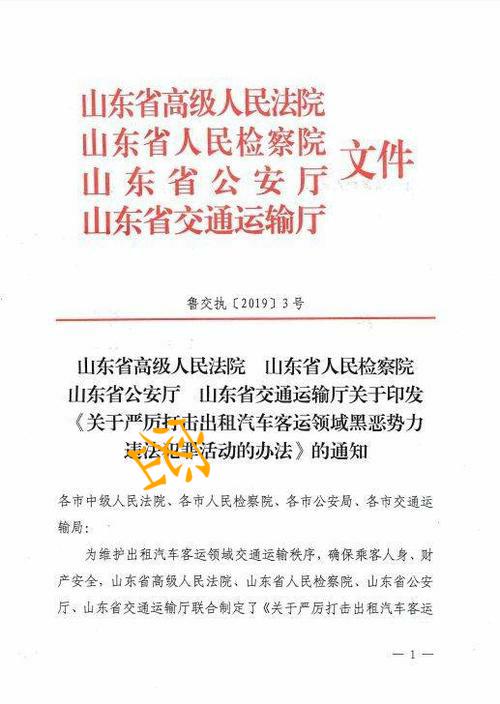 山东省高级人民法院
山东省人民检察院
山东省公安厅
山东省交通运输厅
文件
鲁交执〔2019〕3号
山东省高级人民法院 山东省人民检察院
山东省公安厅 山东省交通运输厅关于印发
《关于严厉打击出租汽车客运领域黑恶势力
违法犯罪活动的办法》的通知
各市中级人民法院、各市人民检察院、各市公安局、各市交通运
输局：
为维护出租汽车客运领域交通运输秩序，确保乘客人身、财
产安全，山东省高级人民法院、山东省人民检察院、山东省公安
厅、山东省交通运输厅联合制定了《关于严厉打击出租汽车客运
— 1 —